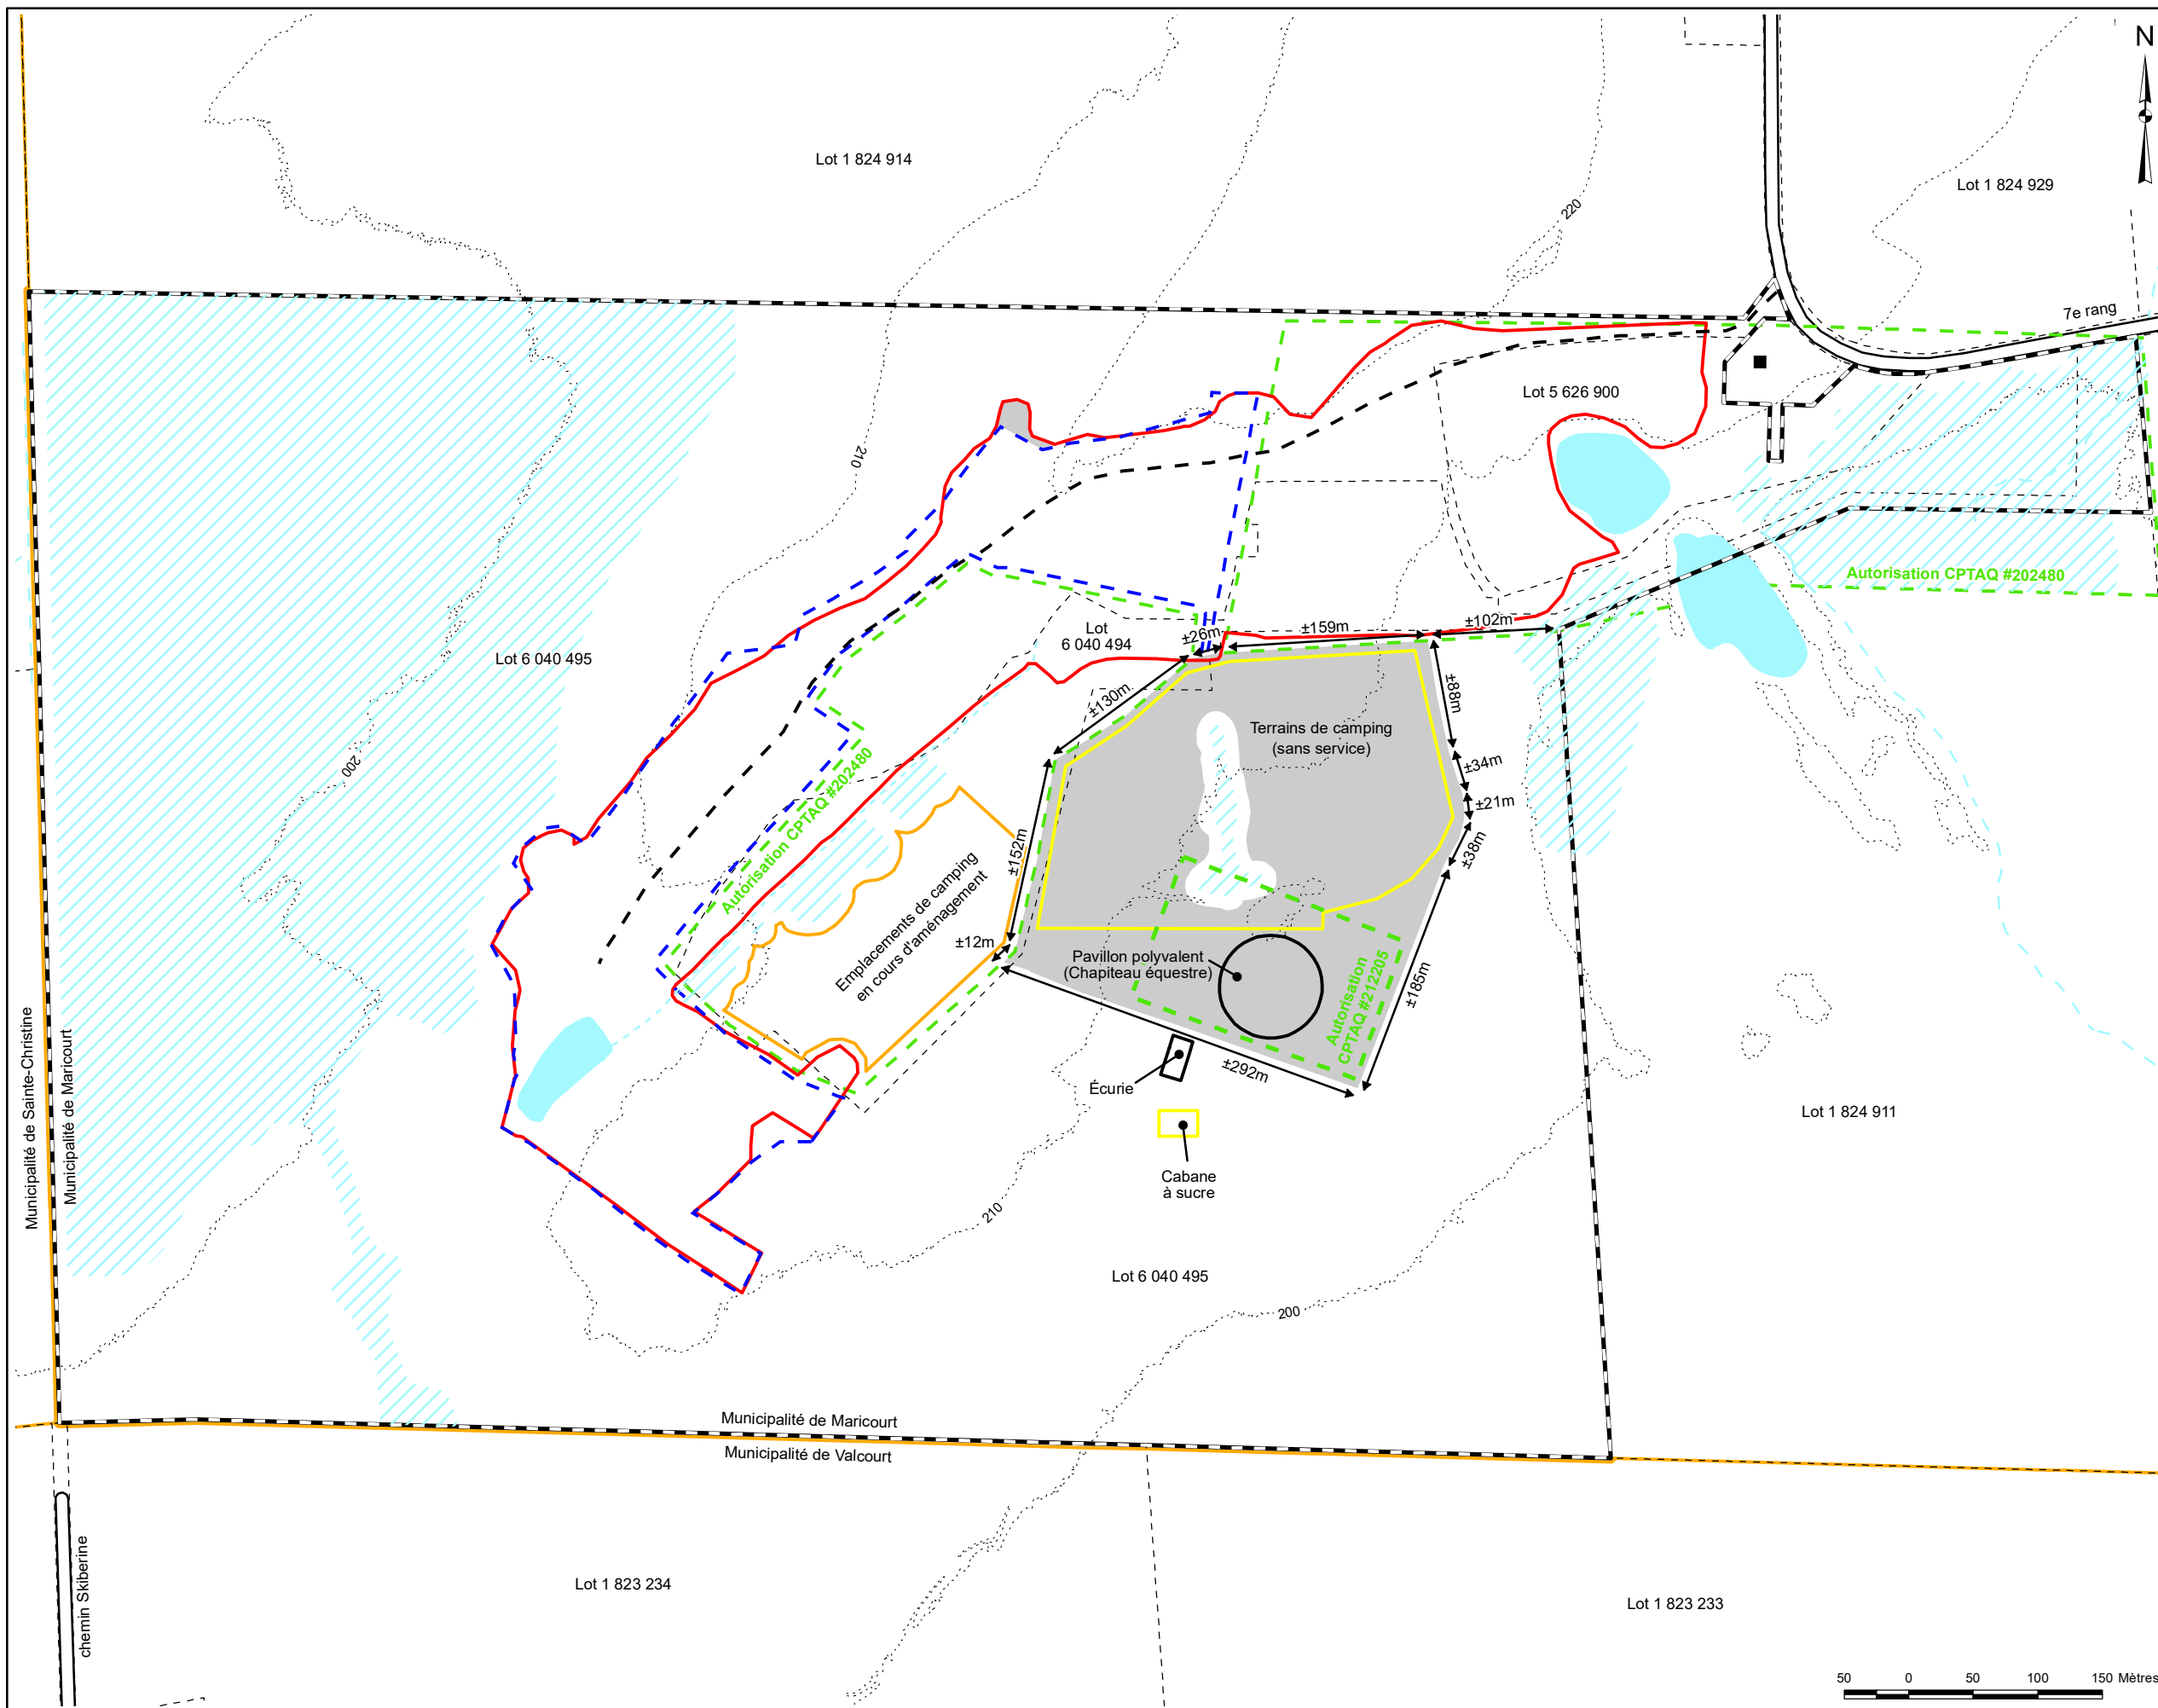 N
Lot 1 824 914
Lot 1 824 929
220
7e rang
210
Lot 5 626 900
Autorisation CPTAQ #202480
Lot
6 040 494
±26m
±159m
±102m
Lot 6 040 495
±130m
±88m
Terrains de camping
(sans service)
200
±34m
±21m
Autorisation CPTAQ #202480
±152m
±38m
Emplacements de camping
en cours d'aménagement
±12m
Pavillon polyvalent
(Chapiteau équestre)
Autorisation
CPTAQ #212205
±185m
±292m
Écurie
Municipalité de Sainte-Christine
Municipalité de Maricourt
Lot 1 824 911
Cabane
à sucre
210
Lot 6 040 495
200
Municipalité de Maricourt
Municipalité de Valcourt
chemin Skiberine
Lot 1 823 234
Lot 1 823 233
50 0 50 100 150 Mètres